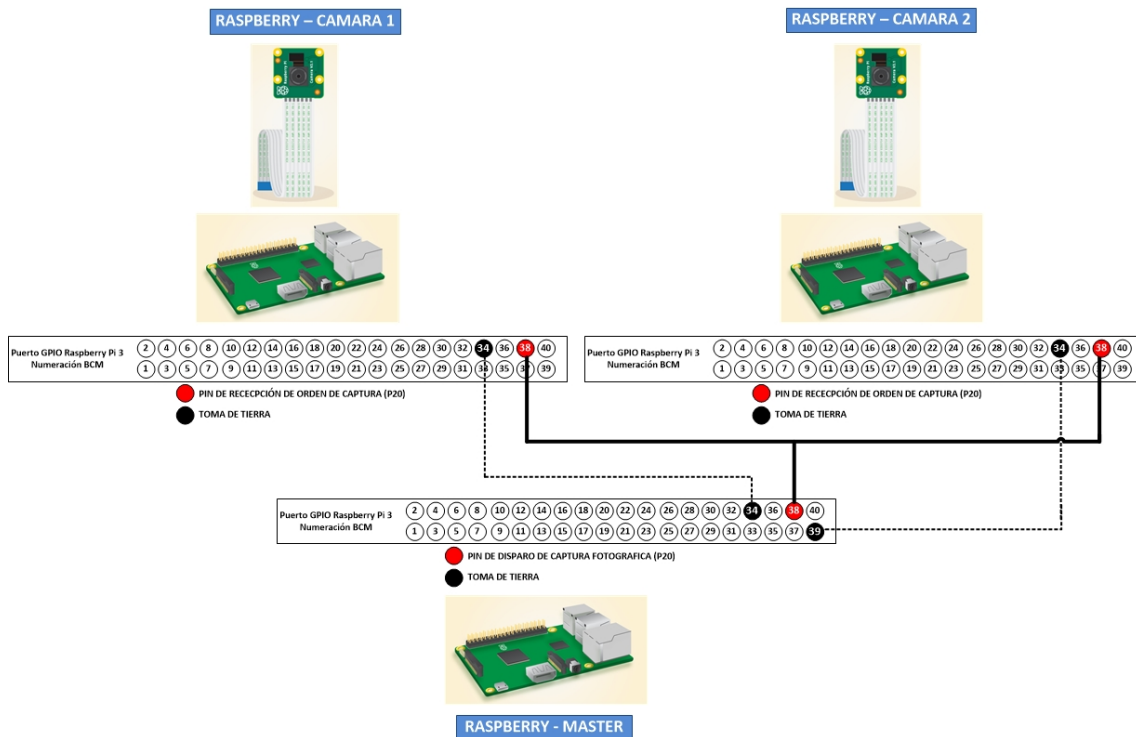 RASPBERRY – CAMARA 1
RASPBERRY – CAMARA 2
Puerto GPIO Raspberry Pi 3
Numeración BCM
2 4 6 8 10 12 14 16 18 20 22 24 26 28 30 32 34 36 38 40
1 3 5 7 9 11 13 15 17 19 21 23 25 27 29 31 33 35 37 39
PIN DE RECECPCIÓN DE ORDEN DE CAPTURA (P20)
TOMA DE TIERRA
Puerto GPIO Raspberry Pi 3
Numeración BCM
2 4 6 8 10 12 14 16 18 20 22 24 26 28 30 32 34 36 38 40
1 3 5 7 9 11 13 15 17 19 21 23 25 27 29 31 33 35 37 39
PIN DE RECECPCIÓN DE ORDEN DE CAPTURA (P20)
TOMA DE TIERRA
Puerto GPIO Raspberry Pi 3
Numeración BCM
2 4 6 8 10 12 14 16 18 20 22 24 26 28 30 32 34 36 38 40
1 3 5 7 9 11 13 15 17 19 21 23 25 27 29 31 33 35 37 39
PIN DE DISPARO DE CAPTURA FOTOGRAFICA (P20)
TOMA DE TIERRA
RASPBERRY - MASTER